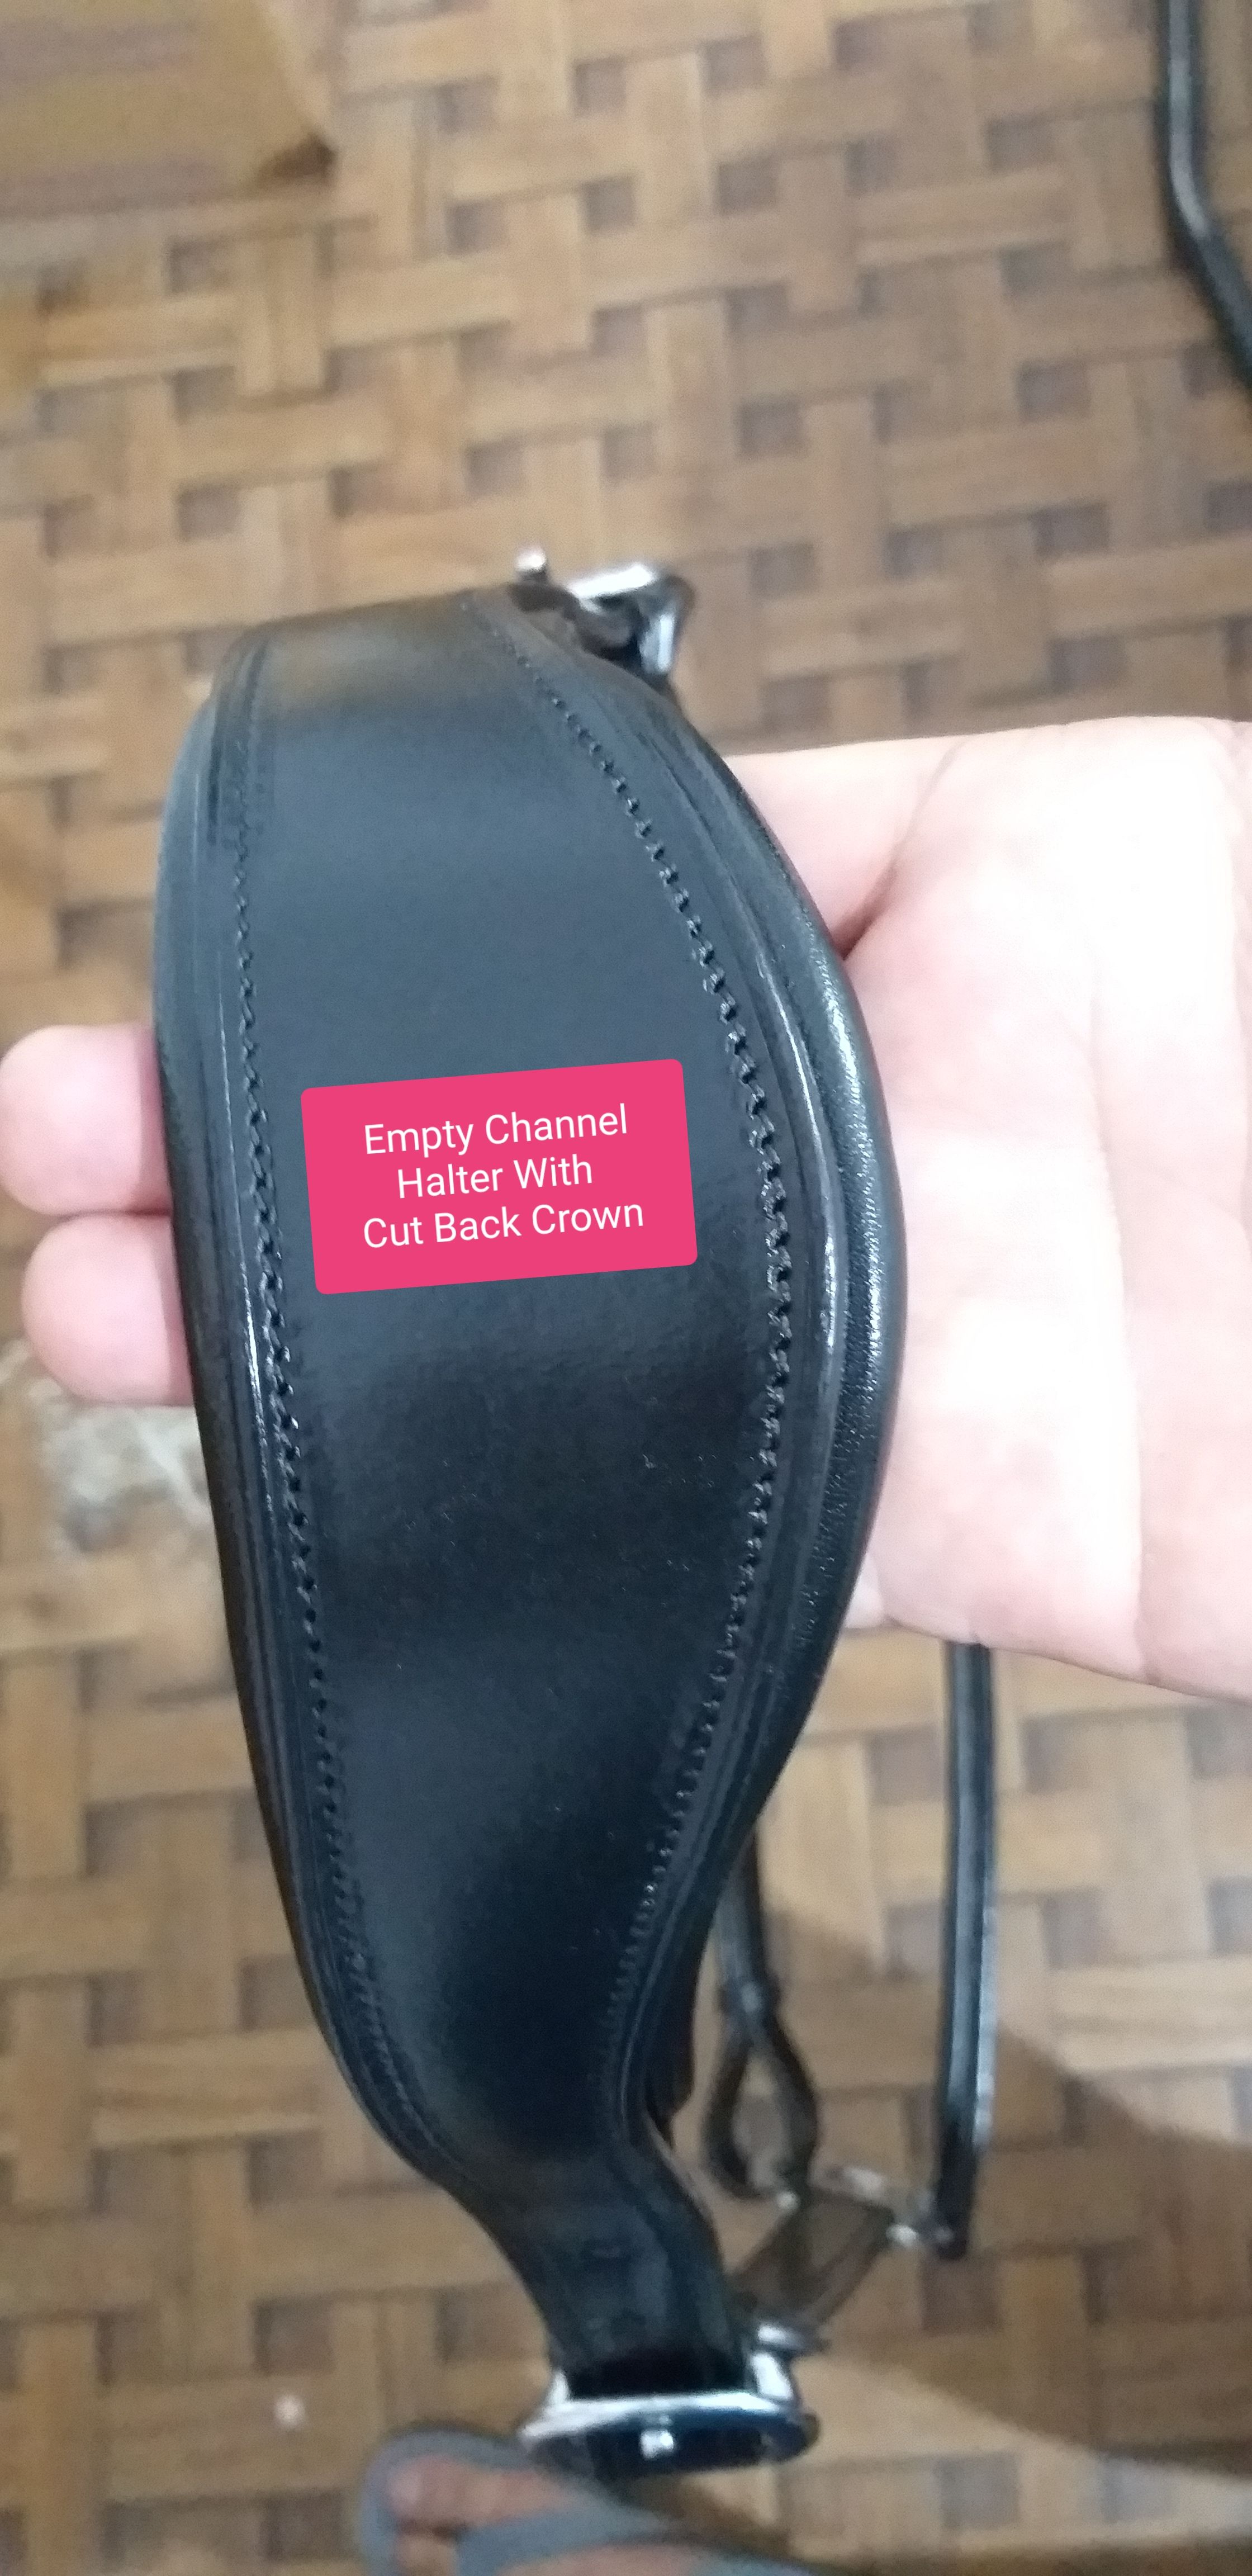 Empty Channel
Halter With
Cut Back Crown